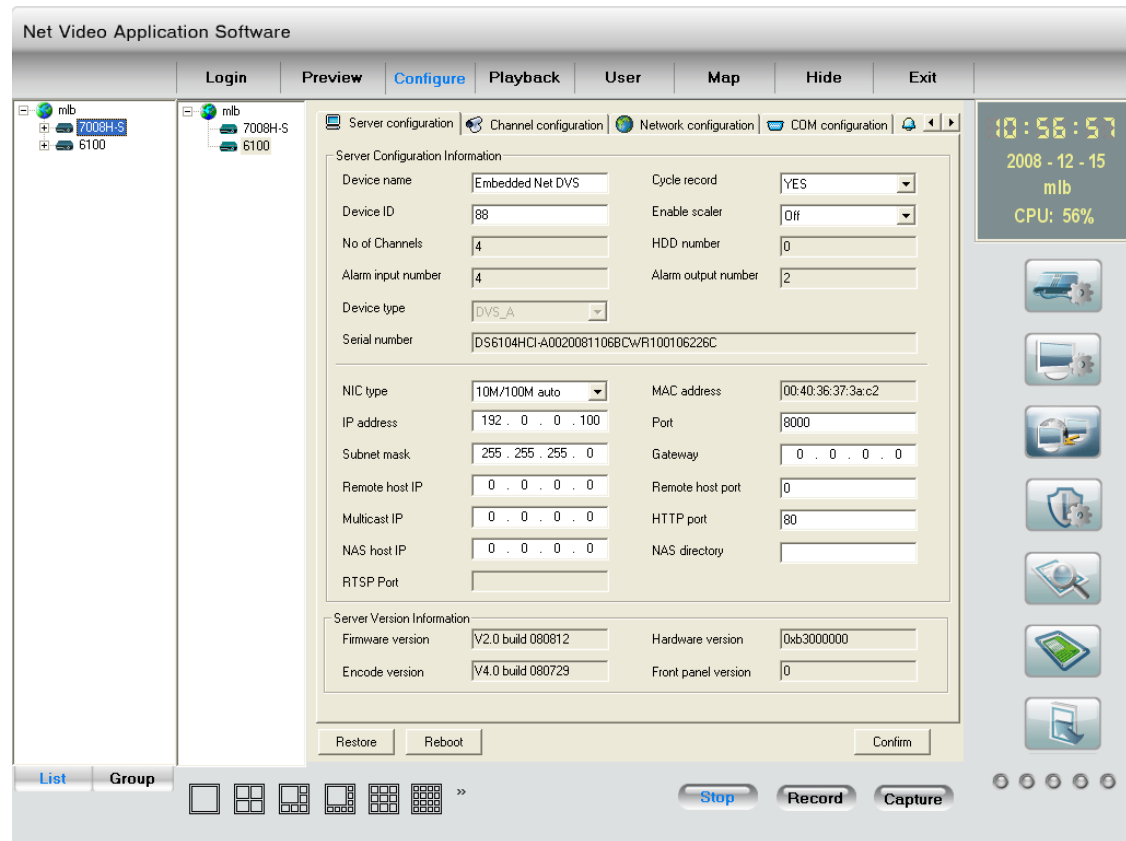 Net Video Application Software
Login Preview Configure Playback User Map Hide Exit
mlb
7008H-S
6100
mlb
7008H-S
6100
Server configuration Channel configuration Network configuration COM configuration
Server Configuration Information
Device name Embedded Net DVS Cycle record YES
Device ID 88 Enable scaler Off
No of Channels 4 HDD number 0
Alarm input number 4 Alarm output number 2
Device type DVS_A
Serial number DS6104HCI-A0020081106BCWR100106226C
NIC type 10M/100M auto MAC address 00:40:36:37:3a:c2
IP address 192 . 0 . 0 . 100 Port 8000
Subnet mask 255 . 255 . 255 . 0 Gateway 0 . 0 . 0 . 0
Remote host IP 0 . 0 . 0 . 0 Remote host port 0
Multicast IP 0 . 0 . 0 . 0 HTTP port 80
NAS host IP 0 . 0 . 0 . 0 NAS directory
RTSP Port
Server Version Information
Firmware version V2.0 build 080812 Hardware version 0xb3000000
Encode version V4.0 build 080729 Front panel version 0
Restore Reboot Confirm
10:56:57
2008 - 12 - 15
mlb
CPU: 56%
List Group
» Stop Record Capture